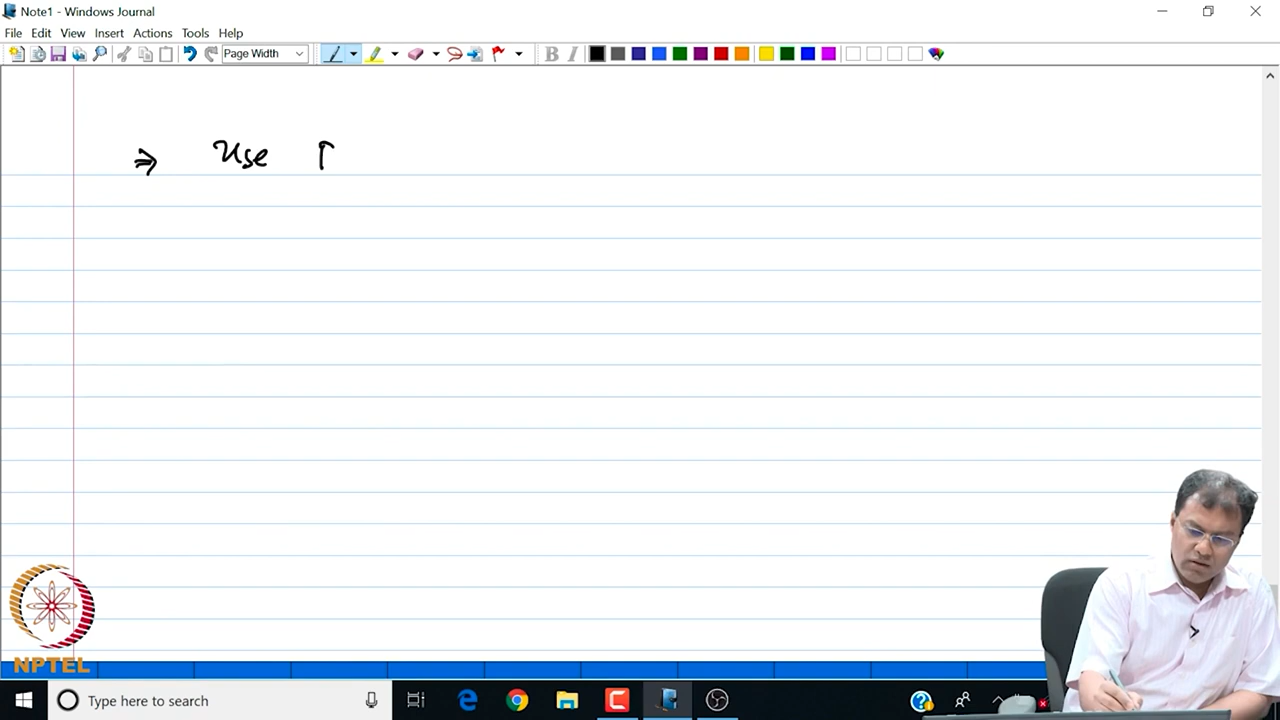 Note1 - Windows Journal
File Edit View Insert Actions Tools Help
Page Width B I
⇒ Use
NPTEL
Type here to search